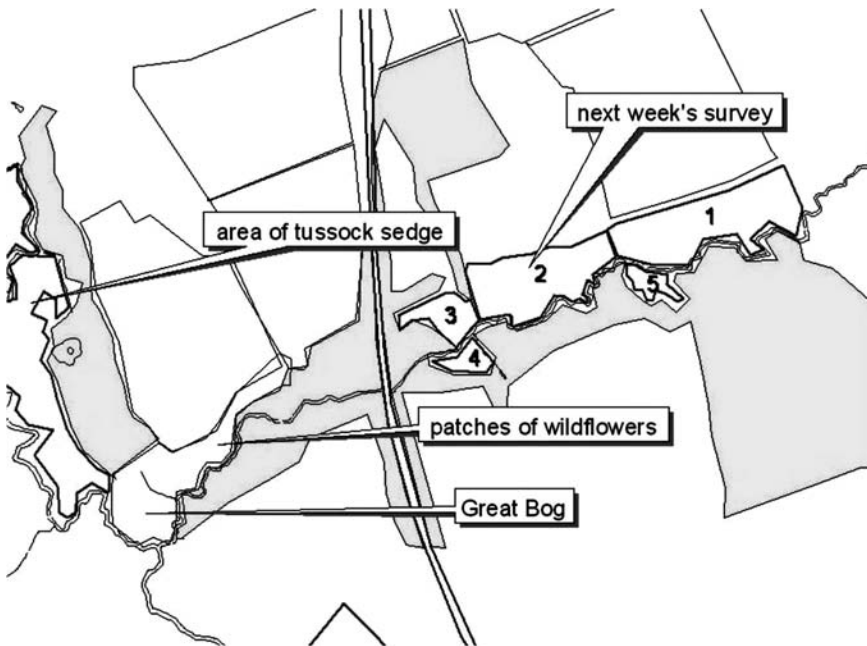 next week's survey
1
area of tussock sedge
2
5
3
4
patches of wildflowers
Great Bog